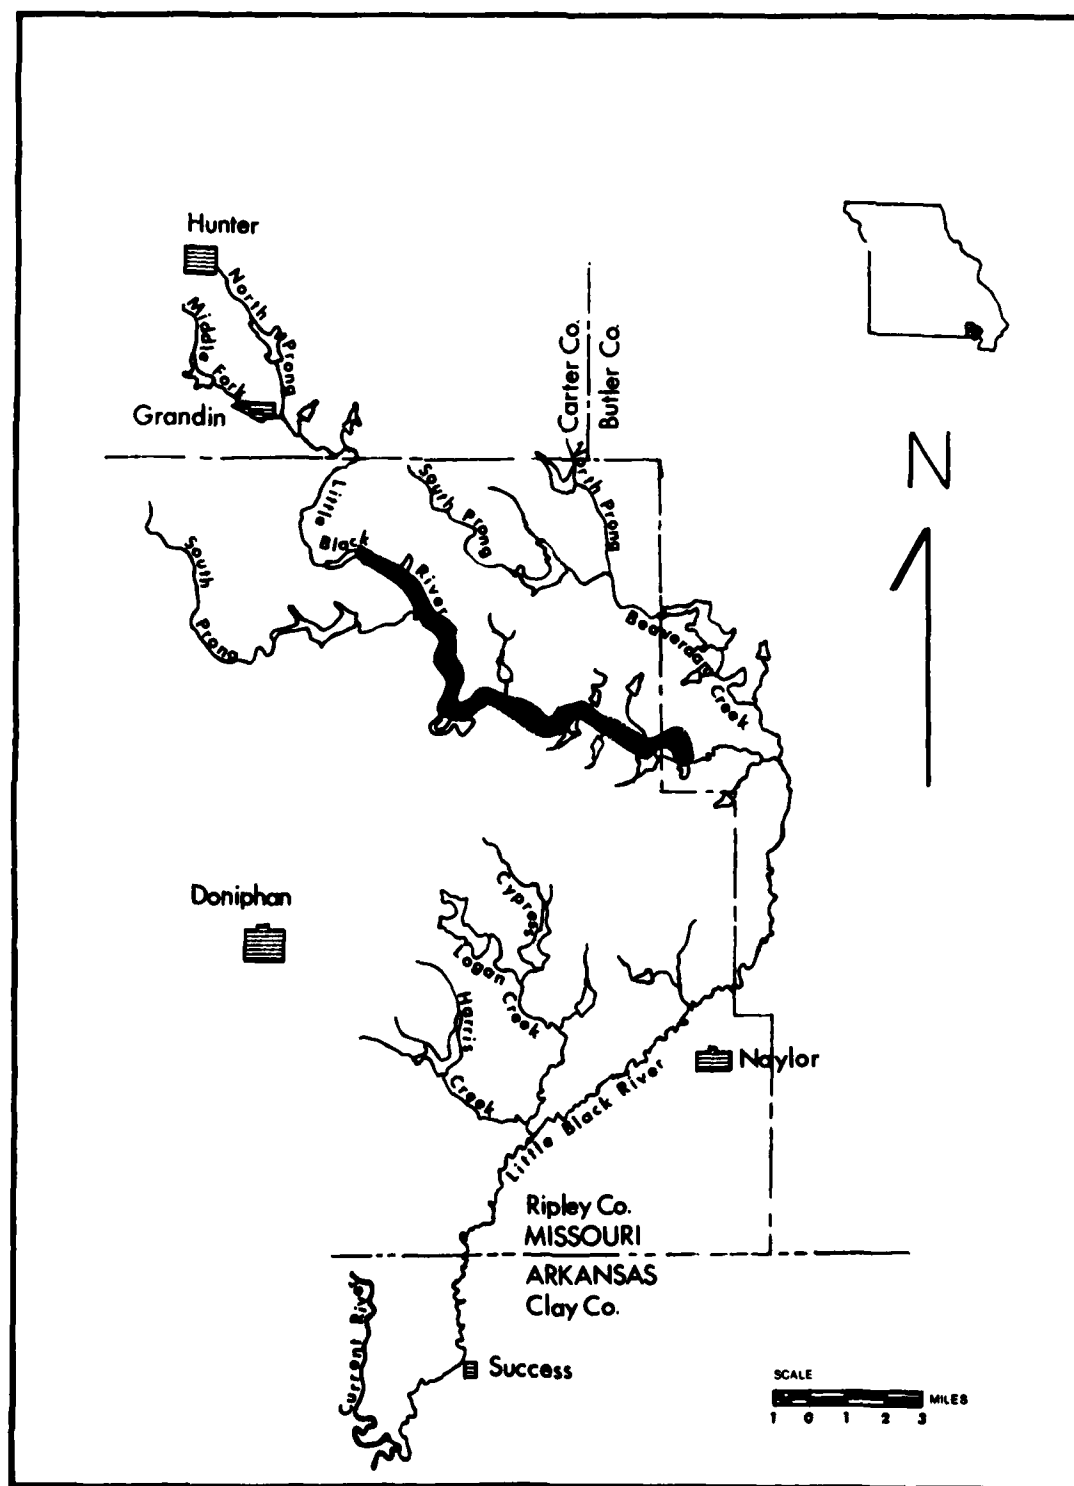 Hunter
North Prong
Middle Fork
Grandin
Carter Co.
Butler Co.
N
Little Black River
South Prong
North Prong
South Prong
Beaverdam Creek
Doniphan
Cypress
Logan Creek
Harris Creek
Naylor
Little Black River
Ripley Co.
MISSOURI
ARKANSAS
Clay Co.
Current River
Success
SCALE
MILES
1 0 1 2 3